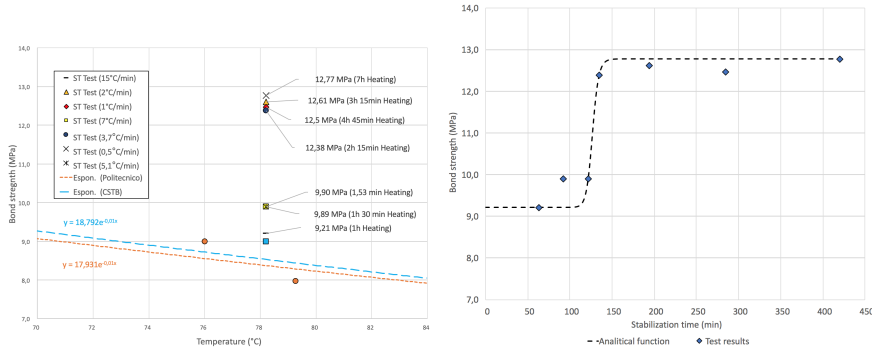 14,0
13,0
12,0
11,0
10,0
9,0
8,0
7,0
70
72
74
76
78
80
82
84
Bond stregnth (MPa)
Temperature (°C)
ST Test (15°C/min)
ST Test (2°C/min)
ST Test (1°C/min)
ST Test (7°C/min)
ST Test (3,7°C/min)
ST Test (0,5°C/min)
ST Test (5,1°C/min)
Espon. (Politecnico)
Espon. (CSTB)
12,77 MPa (7h Heating)
12,61 MPa (3h 15min Heating)
12,5 MPa (4h 45min Heating)
12,38 MPa (2h 15min Heating)
9,90 MPa (1,53 min Heating)
9,89 MPa (1h 30 min Heating)
9,21 MPa (1h Heating)
y = 18,792e-0,01x
y = 17,931e-0,01x
14,0
13,0
12,0
11,0
10,0
9,0
8,0
7,0
0
50
100
150
200
250
300
350
400
450
Bond strength (MPa)
Stabilization time (min)
Analitical function
Test results